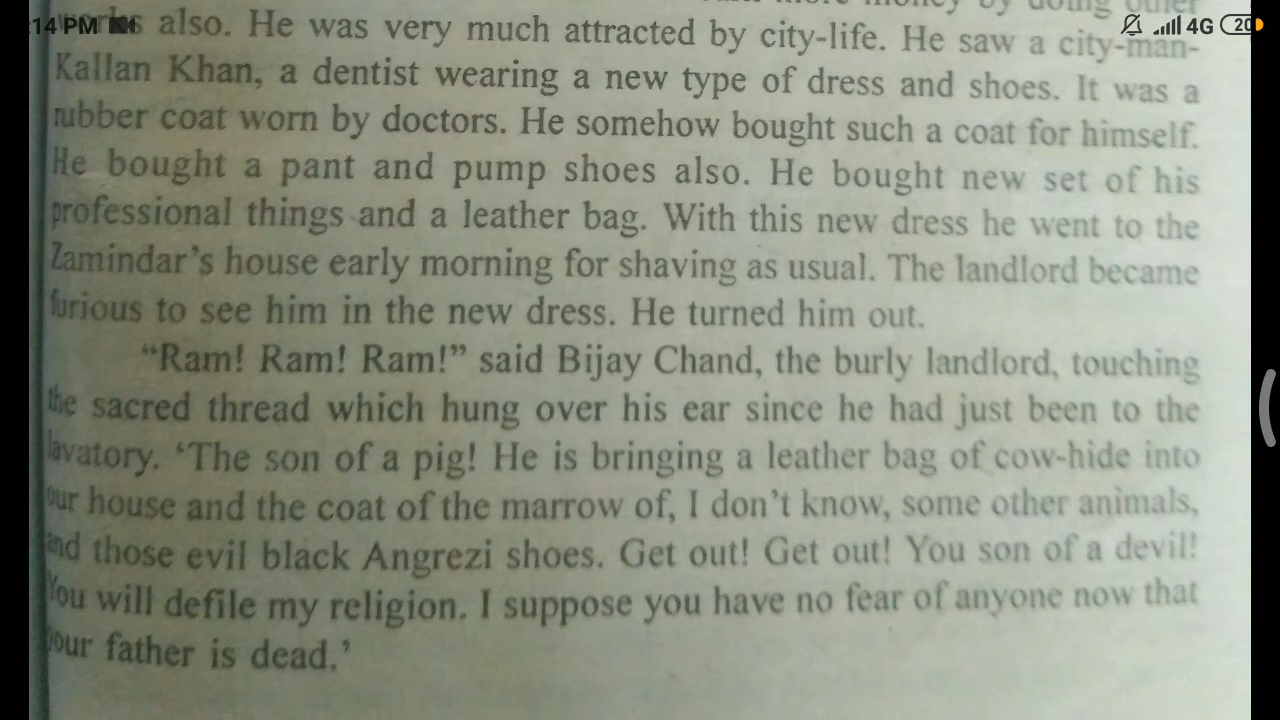 more money by doing other
:14 PM
works also. He was very much attracted by city-life. He saw a city-man-
4G 20
Kallan Khan, a dentist wearing a new type of dress and shoes. It was a
rubber coat worn by doctors. He somehow bought such a coat for himself.
He bought a pant and pump shoes also. He bought new set of his
professional things and a leather bag. With this new dress he went to the
Zamindar's house early morning for shaving as usual. The landlord became
furious to see him in the new dress. He turned him out.
“Ram! Ram! Ram!” said Bijay Chand, the burly landlord, touching
the sacred thread which hung over his ear since he had just been to the
lavatory. ‘The son of a pig! He is bringing a leather bag of cow-hide into
our house and the coat of the marrow of, I don't know, some other animals,
and those evil black Angrezi shoes. Get out! Get out! You son of a devil!
You will defile my religion. I suppose you have no fear of anyone now that
your father is dead.’